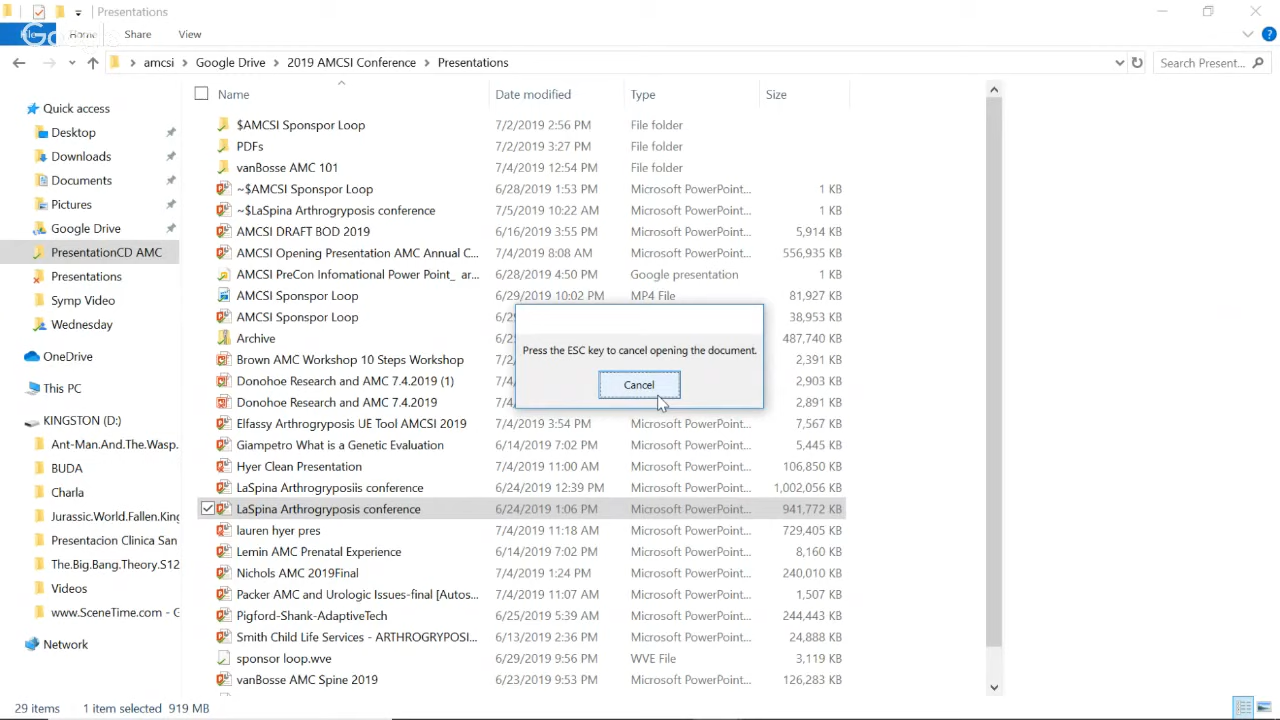 Presentations
File Home Share View
amcsi > Google Drive > 2019 AMCSI Conference > Presentations
Search Present...
Name Date modified Type Size
Quick access
Desktop
Downloads
Documents
Pictures
Google Drive
PresentationCD AMC
Presentations
Symp Video
Wednesday
OneDrive
This PC
KINGSTON (D:)
Ant-Man.And.The.Wasp.
BUDA
Charla
Jurassic.World.Fallen.King
Presentacion Clinica San
The.Big.Bang.Theory.S12
Videos
www.SceneTime.com - G
Network
$AMCSI Sponspor Loop 7/2/2019 2:56 PM File folder
PDFs 7/2/2019 3:27 PM File folder
vanBosse AMC 101 7/4/2019 12:54 PM File folder
~$AMCSI Sponspor Loop 6/28/2019 1:53 PM Microsoft PowerPoint... 1 KB
~$LaSpina Arthrogryposis conference 7/5/2019 10:22 AM Microsoft PowerPoint... 1 KB
AMCSI DRAFT BOD 2019 6/16/2019 3:55 PM Microsoft PowerPoint... 5,914 KB
AMCSI Opening Presentation AMC Annual C... 7/4/2019 8:08 AM Microsoft PowerPoint... 556,935 KB
AMCSI PreCon Infomational Power Point_ ar... 6/28/2019 4:50 PM Google presentation 1 KB
AMCSI Sponspor Loop 6/29/2019 10:02 PM MP4 File 81,927 KB
AMCSI Sponspor Loop 6/29 38,953 KB
Archive 6/2 487,740 KB
Brown AMC Workshop 10 Steps Workshop 7/2 2,391 KB
Donohoe Research and AMC 7.4.2019 (1) 7/4 2,903 KB
Donohoe Research and AMC 7.4.2019 7/4 2,891 KB
Press the ESC key to cancel opening the document.
Cancel
Elfassy Arthrogryposis UE Tool AMCSI 2019 7/4/2019 3:54 PM Microsoft PowerPoint... 7,567 KB
Giampetro What is a Genetic Evaluation 6/14/2019 7:02 PM Microsoft PowerPoint... 5,445 KB
Hyer Clean Presentation 7/4/2019 11:00 AM Microsoft PowerPoint... 106,850 KB
LaSpina Arthrogryposiis conference 6/24/2019 12:39 PM Microsoft PowerPoint... 1,002,056 KB
LaSpina Arthrogryposis conference 6/24/2019 1:06 PM Microsoft PowerPoint... 941,772 KB
lauren hyer pres 7/4/2019 11:18 AM Microsoft PowerPoint... 729,405 KB
Lemin AMC Prenatal Experience 6/14/2019 7:02 PM Microsoft PowerPoint... 8,160 KB
Nichols AMC 2019Final 7/4/2019 1:24 PM Microsoft PowerPoint... 240,010 KB
Packer AMC and Urologic Issues-final [Autos... 7/4/2019 11:07 AM Microsoft PowerPoint... 1,507 KB
Pigford-Shank-AdaptiveTech 6/25/2019 5:39 AM Microsoft PowerPoint... 244,443 KB
Smith Child Life Services - ARTHROGRYPOSI... 6/13/2019 2:36 PM Microsoft PowerPoint... 24,888 KB
sponsor loop.wve 6/29/2019 9:56 PM WVE File 3,119 KB
vanBosse AMC Spine 2019 6/23/2019 9:53 PM Microsoft PowerPoint... 126,283 KB
29 items 1 item selected 919 MB